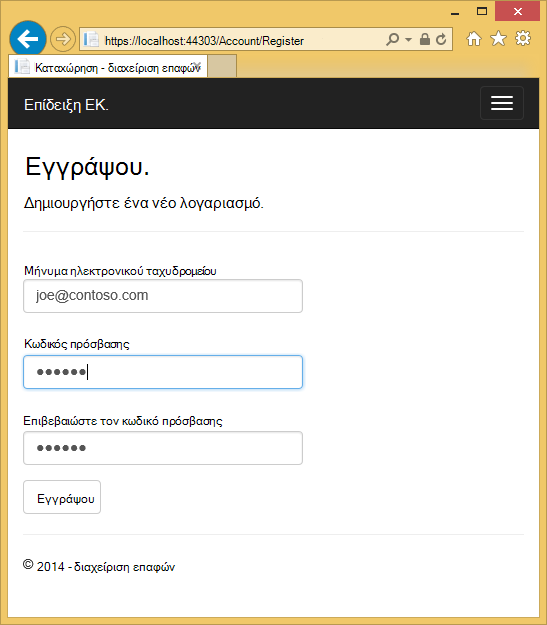 https://localhost:44303/Account/Register
Καταχώρηση - διαχείριση επαφών
Επίδειξη ΕΚ.
Εγγράψου.
Δημιουργήστε ένα νέο λογαριασμό.
Μήνυμα ηλεκτρονικού ταχυδρομείου
joe@contoso.com
Κωδικός πρόσβασης
●●●●●●
Επιβεβαιώστε τον κωδικό πρόσβασης
●●●●●●
Εγγράψου
© 2014 - διαχείριση επαφών